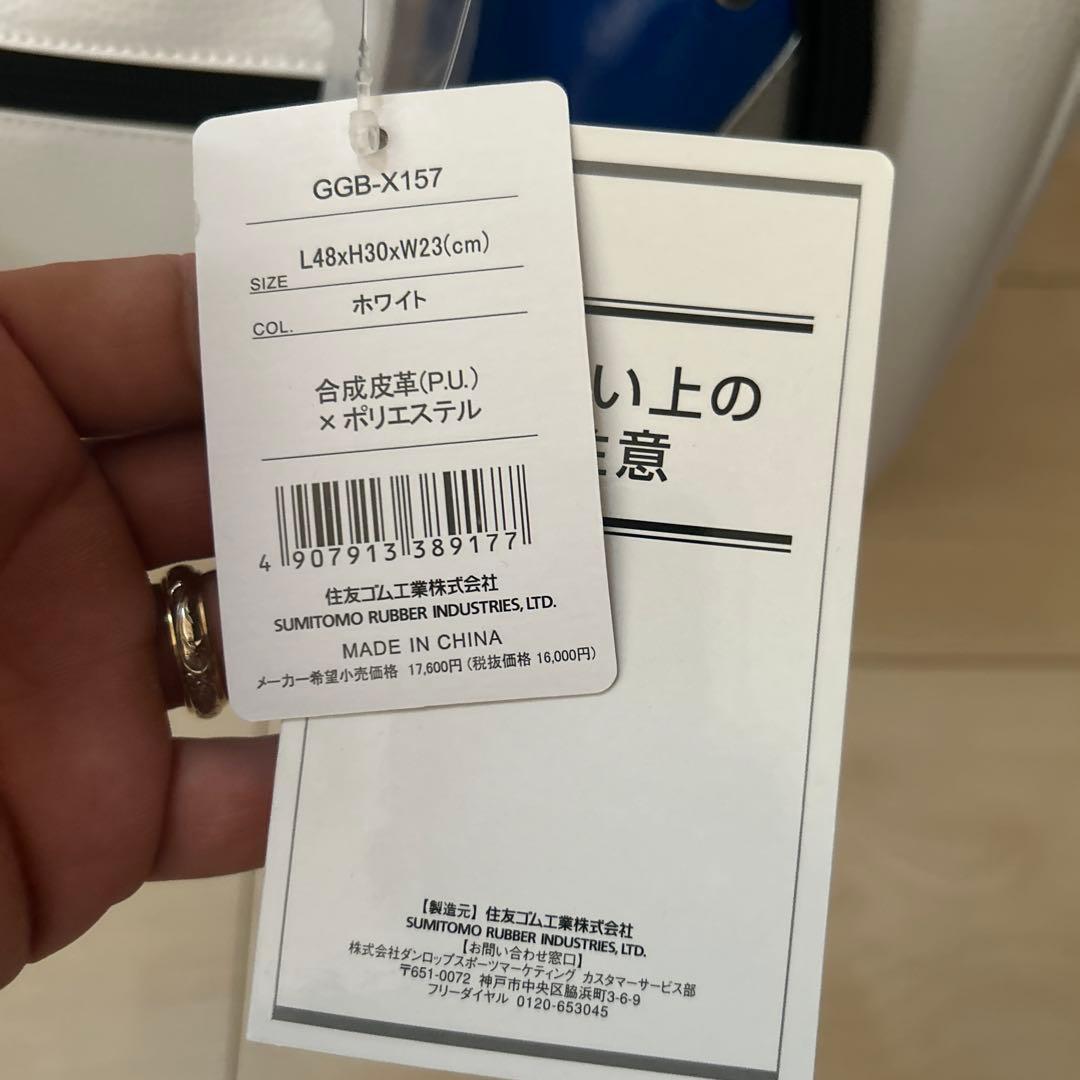 GGB-X157
SIZE L48xH30xW23(cm)
COL. ホワイト
合成皮革(P.U.)
×ポリエステル
4 907913 389177
住友ゴム工業株式会社
SUMITOMO RUBBER INDUSTRIES, LTD.
MADE IN CHINA
メーカー希望小売価格 17,600円(税抜価格 16,000円)
い上の
意
【製造元】住友ゴム工業株式会社
SUMITOMO RUBBER INDUSTRIES, LTD.
【お問い合わせ窓口】
株式会社ダンロップスポーツマーケティング カスタマーサービス部
〒651-0072 神戸市中央区脇浜町3-6-9
フリーダイヤル 0120-653045